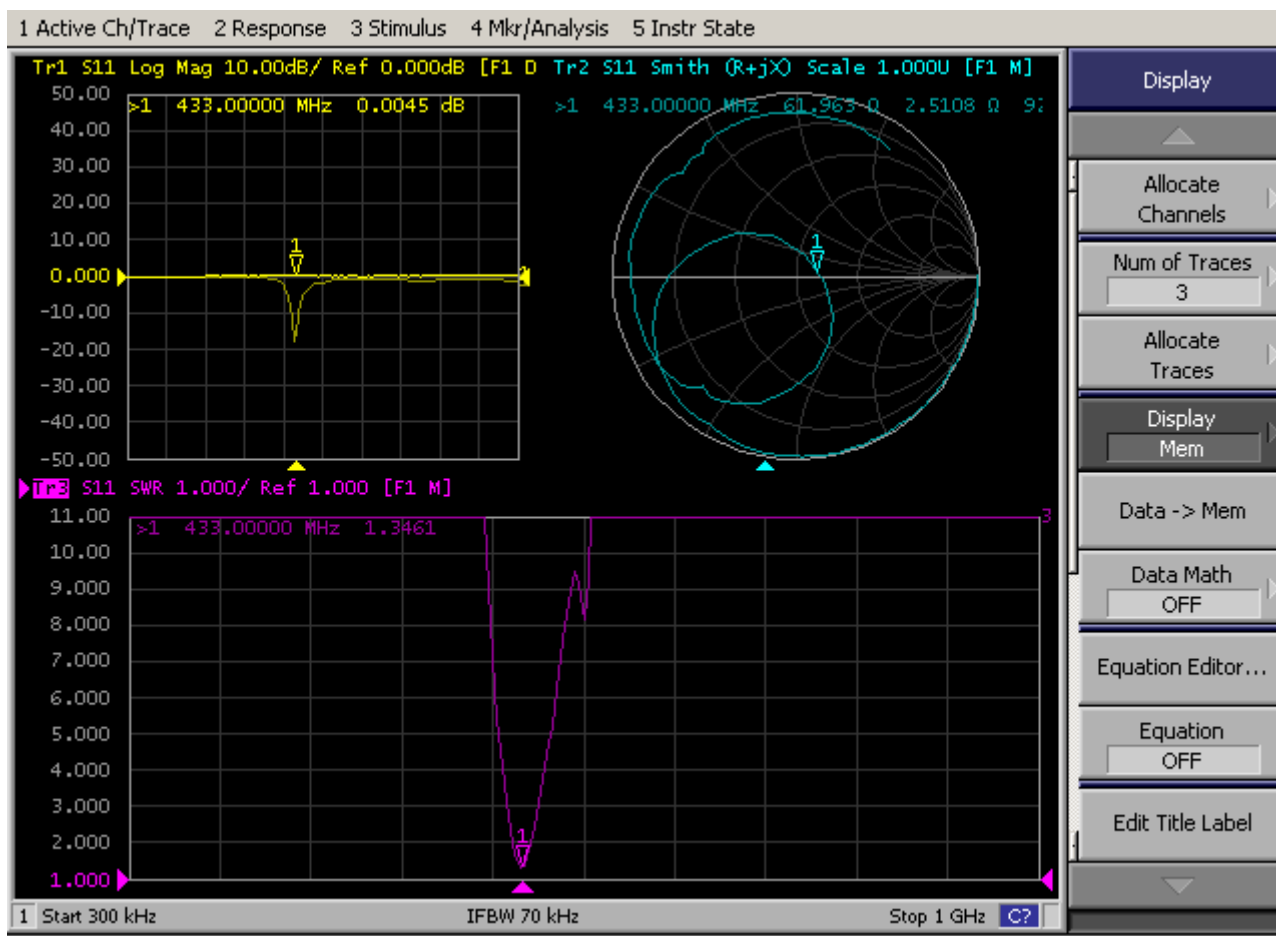 1 Active Ch/Trace 2 Response 3 Stimulus 4 Mkr/Analysis 5 Instr State
Tr1 S11 Log Mag 10.00dB/ Ref 0.000dB [F1 D
Tr2 S11 Smith (R+jX) Scale 1.000U [F1 M]
50.00
>1 433.00000 MHz 0.0045 dB
>1 433.00000 MHz 61.963 Ω 2.5108 Ω 92
40.00
30.00
20.00
10.00
0.000
-10.00
-20.00
-30.00
-40.00
-50.00
1
1
Tr3 S11 SWR 1.000/ Ref 1.000 [F1 M]
11.00
>1 433.00000 MHz 1.3461
3
10.00
9.000
8.000
7.000
6.000
5.000
4.000
3.000
2.000
1
1.000
1 Start 300 kHz IFBW 70 kHz Stop 1 GHz C?
Display
Allocate
Channels
Num of Traces
3
Allocate
Traces
Display
Mem
Data -> Mem
Data Math
OFF
Equation Editor...
Equation
OFF
Edit Title Label